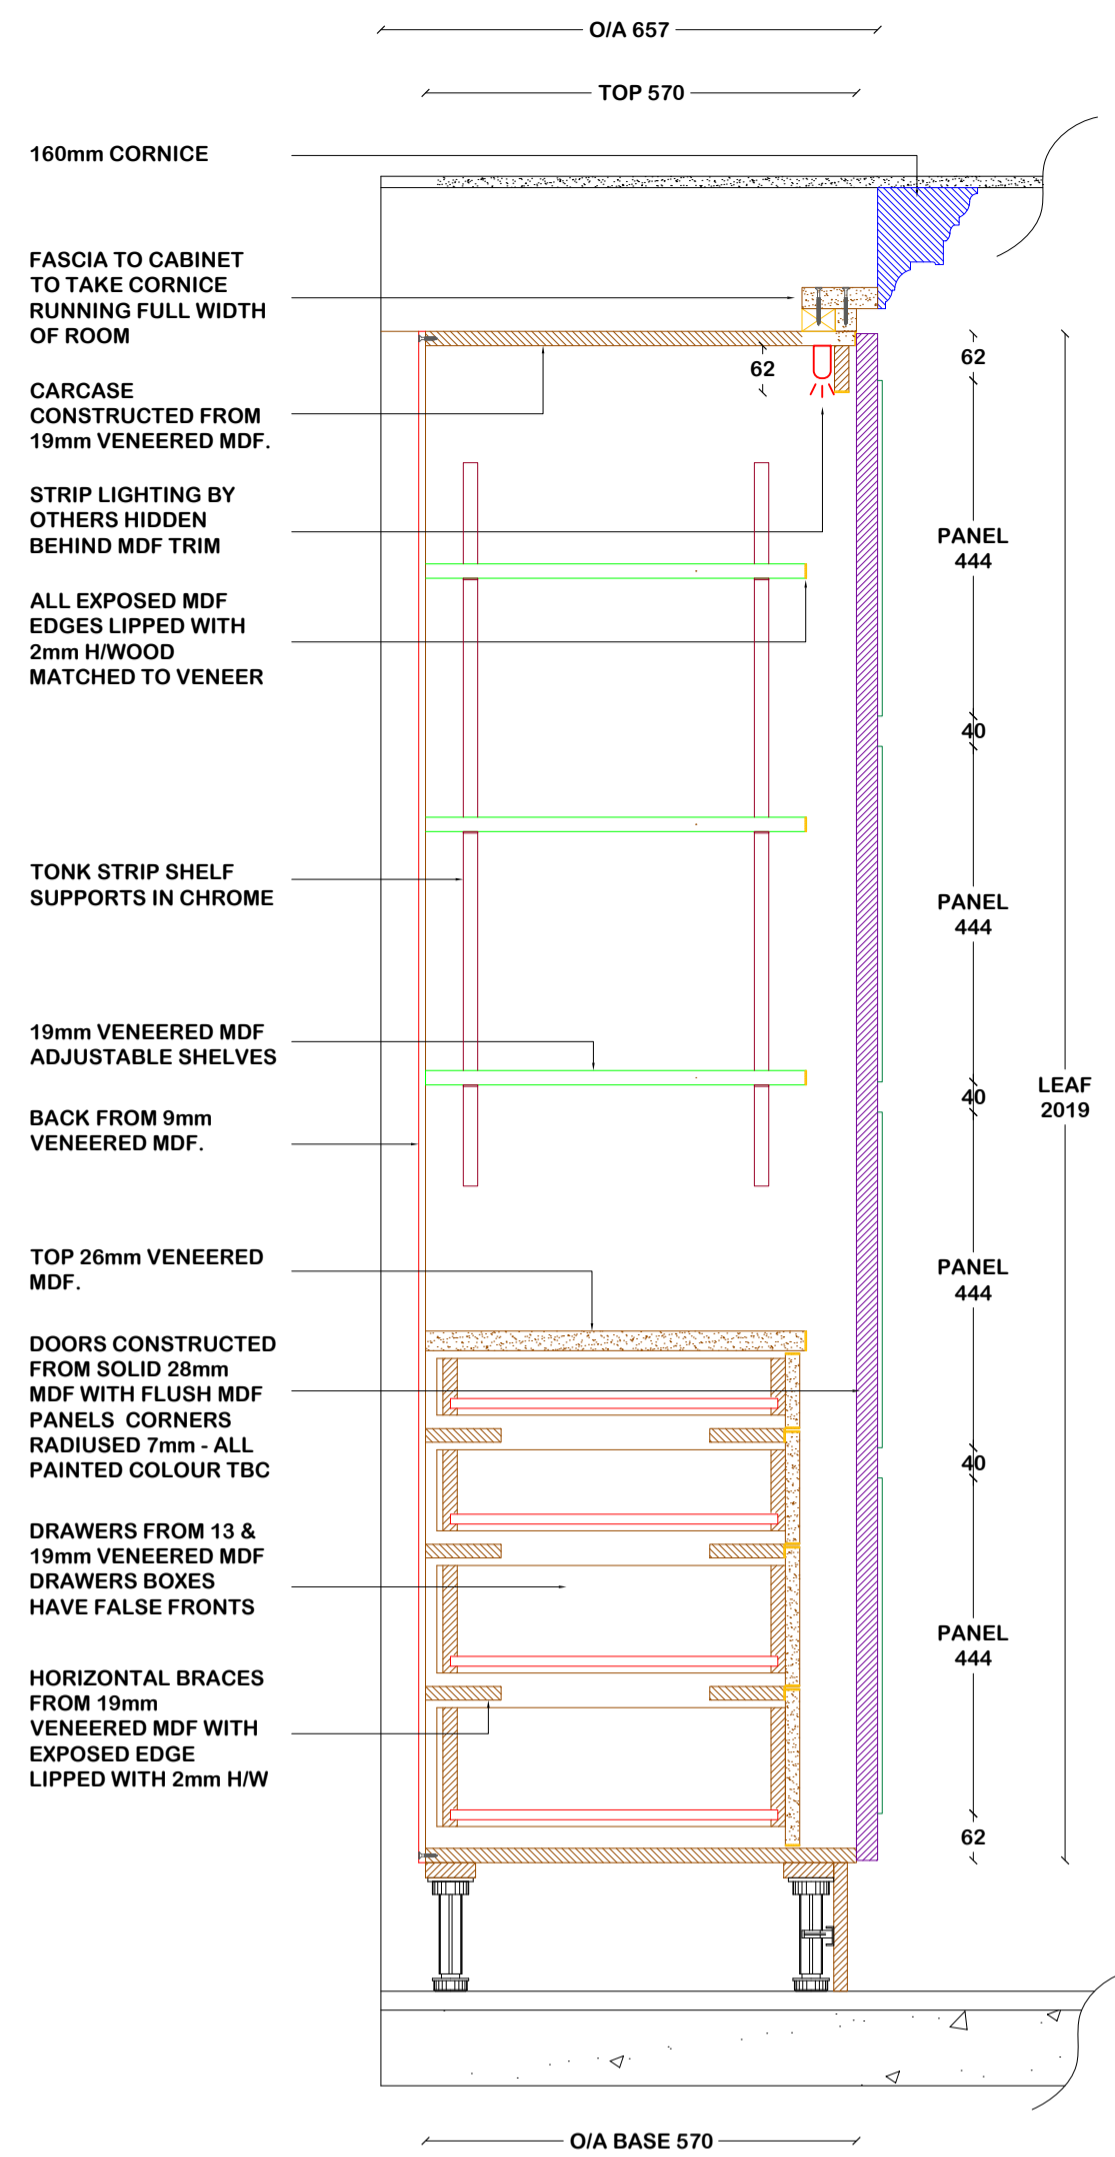 O/A 657
TOP 570
160mm CORNICE
FASCIA TO CABINET
TO TAKE CORNICE
RUNNING FULL WIDTH
OF ROOM
CARCASE
CONSTRUCTED FROM
19mm VENEERED MDF.
STRIP LIGHTING BY
OTHERS HIDDEN
BEHIND MDF TRIM
ALL EXPOSED MDF
EDGES LIPPED WITH
2mm H/WOOD
MATCHED TO VENEER
TONK STRIP SHELF
SUPPORTS IN CHROME
19mm VENEERED MDF
ADJUSTABLE SHELVES
BACK FROM 9mm
VENEERED MDF.
TOP 26mm VENEERED
MDF.
DOORS CONSTRUCTED
FROM SOLID 28mm
MDF WITH FLUSH MDF
PANELS CORNERS
RADIUSED 7mm - ALL
PAINTED COLOUR TBC
DRAWERS FROM 13 &
19mm VENEERED MDF
DRAWERS BOXES
HAVE FALSE FRONTS
HORIZONTAL BRACES
FROM 19mm
VENEERED MDF WITH
EXPOSED EDGE
LIPPED WITH 2mm H/W
62
62
PANEL
444
40
PANEL
444
40
PANEL
444
40
PANEL
444
62
LEAF
2019
O/A BASE 570